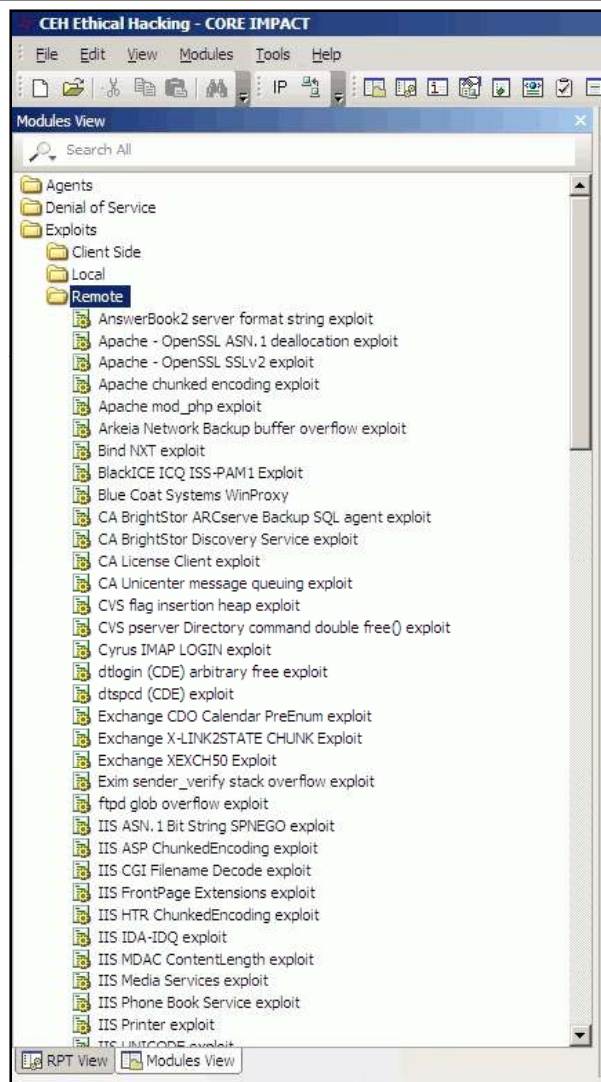 CEH Ethical Hacking - CORE IMPACT
File Edit View Modules Tools Help
IP
Modules View
Search All
Agents
Denial of Service
Exploits
Client Side
Local
Remote
AnswerBook2 server format string exploit
Apache - OpenSSL ASN.1 deallocation exploit
Apache - OpenSSL SSLv2 exploit
Apache chunked encoding exploit
Apache mod_php exploit
Arkeia Network Backup buffer overflow exploit
Bind NXT exploit
BlackICE ICQ ISS-PAM1 Exploit
Blue Coat Systems WinProxy
CA BrightStor ARCserve Backup SQL agent exploit
CA BrightStor Discovery Service exploit
CA License Client exploit
CA Unicenter message queuing exploit
CVS flag insertion heap exploit
CVS pserver Directory command double free() exploit
Cyrus IMAP LOGIN exploit
dtlogin (CDE) arbitrary free exploit
dtspcd (CDE) exploit
Exchange CDO Calendar PreEnum exploit
Exchange X-LINK2STATE CHUNK Exploit
Exchange XEXCH50 Exploit
Exim sender_verify stack overflow exploit
ftpd glob overflow exploit
IIS ASN.1 Bit String SPNEGO exploit
IIS ASP ChunkedEncoding exploit
IIS CGI Filename Decode exploit
IIS FrontPage Extensions exploit
IIS HTR ChunkedEncoding exploit
IIS IDA-IDQ exploit
IIS MDAC ContentLength exploit
IIS Media Services exploit
IIS Phone Book Service exploit
IIS Printer exploit
IIS UNICODE exploit
RPT View Modules View